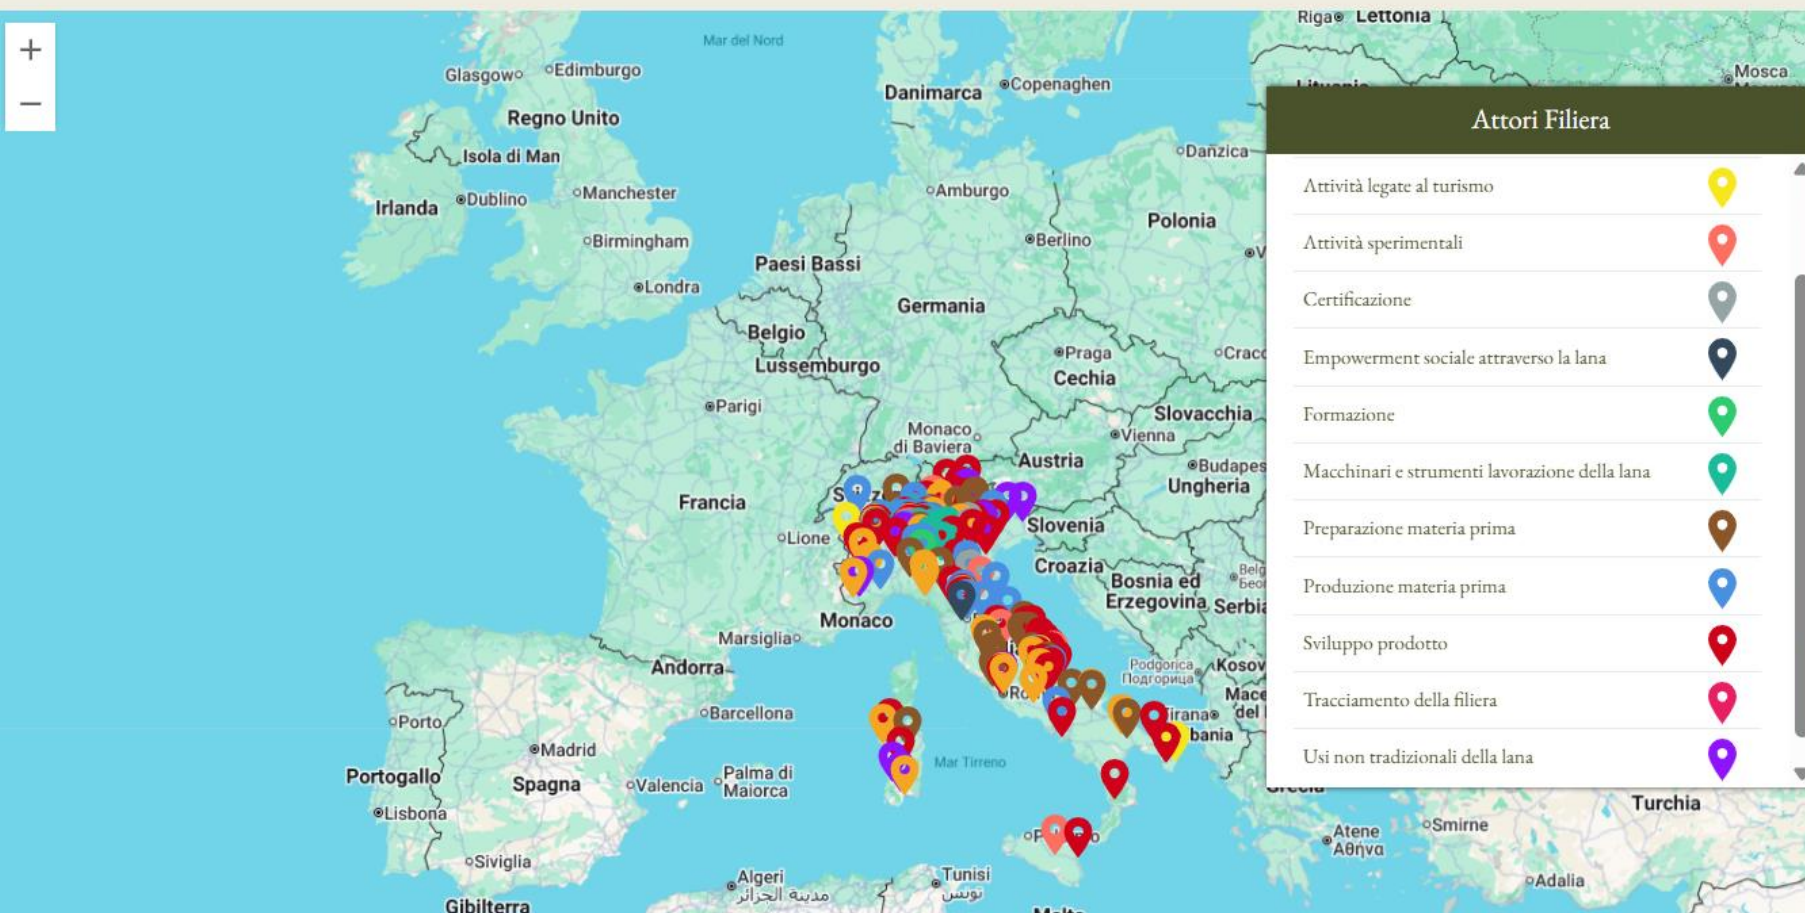 +
−
Mar del Nord
Riga Lettonia
Glasgow
Edimburgo
Danimarca
Copenaghen
Mosca
Regno Unito
Isola di Man
Danzica
Irlanda
Dublino
Manchester
Amburgo
Polonia
Birmingham
Berlino
Paesi Bassi
Londra
Germania
Belgio
Lussemburgo
Praga
Cechia
Parigi
Slovacchia
Monaco
di Baviera
Vienna
Austria
Ungheria
Francia
Slovenia
Lione
Croazia
Bosnia ed
Erzegovina
Monaco
Marsiglia
Andorra
Podgorica
Подгорица
Porto
Barcellona
Tirana
Madrid
Mar Tirreno
Portogallo
Spagna
Valencia
Palma di
Maiorca
Lisbona
Turchia
Smirne
Atene
Αθήνα
Siviglia
Algeri
مدينة الجزائر
Tunisi
تونس
Adalia
Gibilterra
Attori Filiera
Attività legate al turismo
Attività sperimentali
Certificazione
Empowerment sociale attraverso la lana
Formazione
Macchinari e strumenti lavorazione della lana
Preparazione materia prima
Produzione materia prima
Sviluppo prodotto
Tracciamento della filiera
Usi non tradizionali della lana